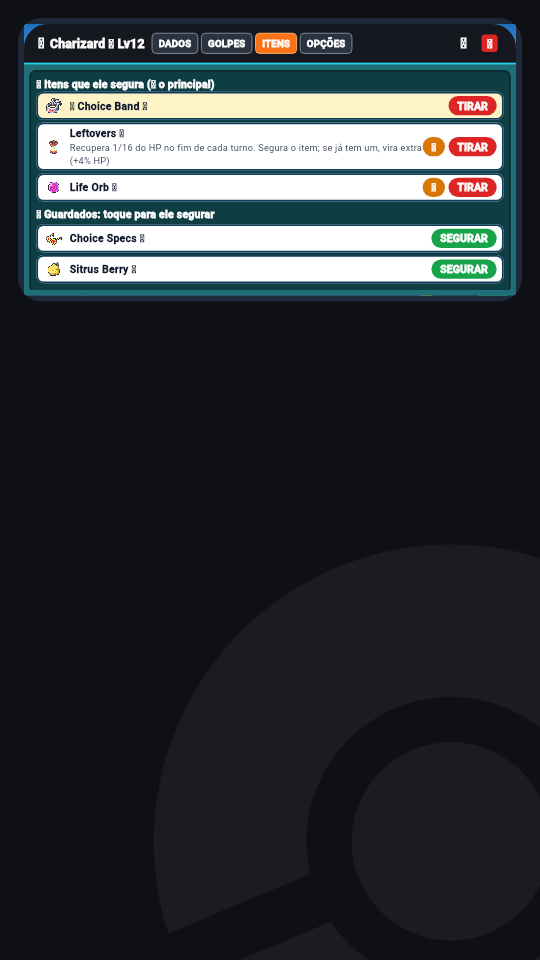 Charizard Lv12
DADOS
GOLPES
ITENS
OPÇÕES
Itens que ele segura ( o principal)
Choice Band
TIRAR
Leftovers
Recupera 1/16 do HP no fim de cada turno. Segura o item; se já tem um, vira extra
(+4% HP)
TIRAR
Life Orb
TIRAR
Guardados: toque para ele segurar
Choice Specs
SEGURAR
Sitrus Berry
SEGURAR